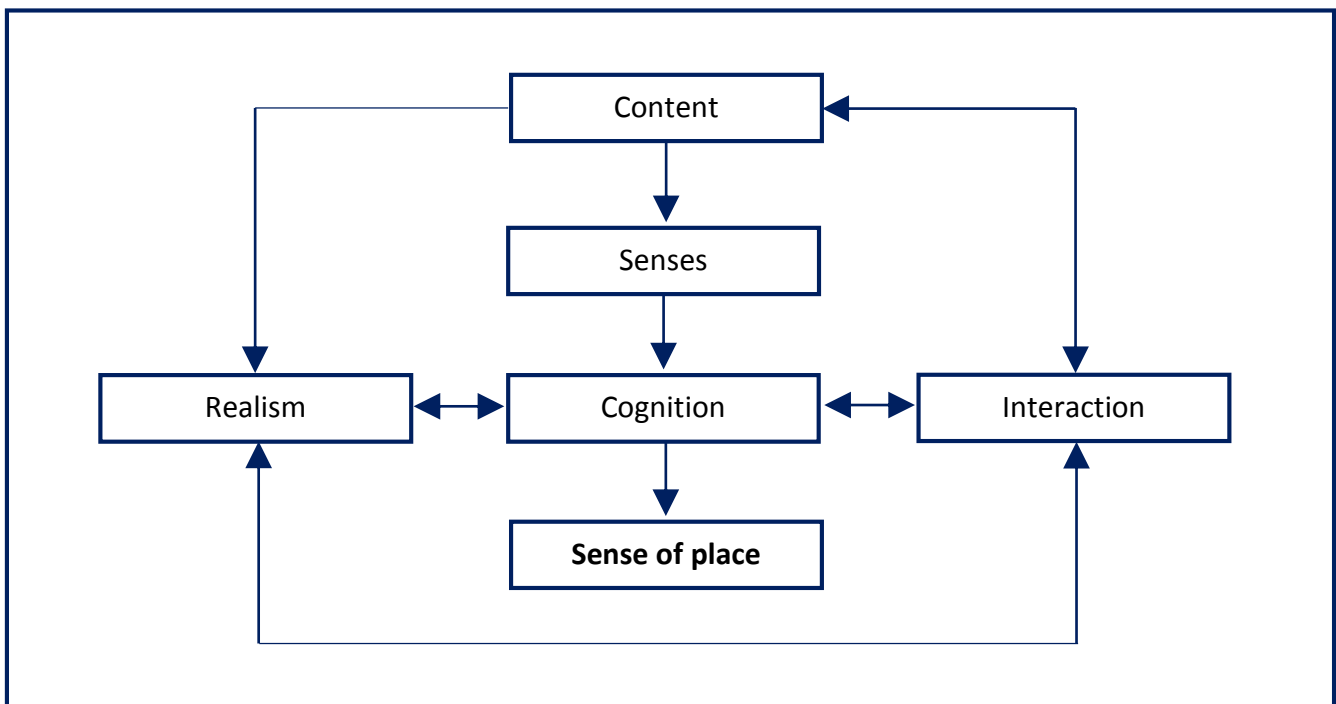 Content
Senses
Realism
Cognition
Interaction
Sense of place